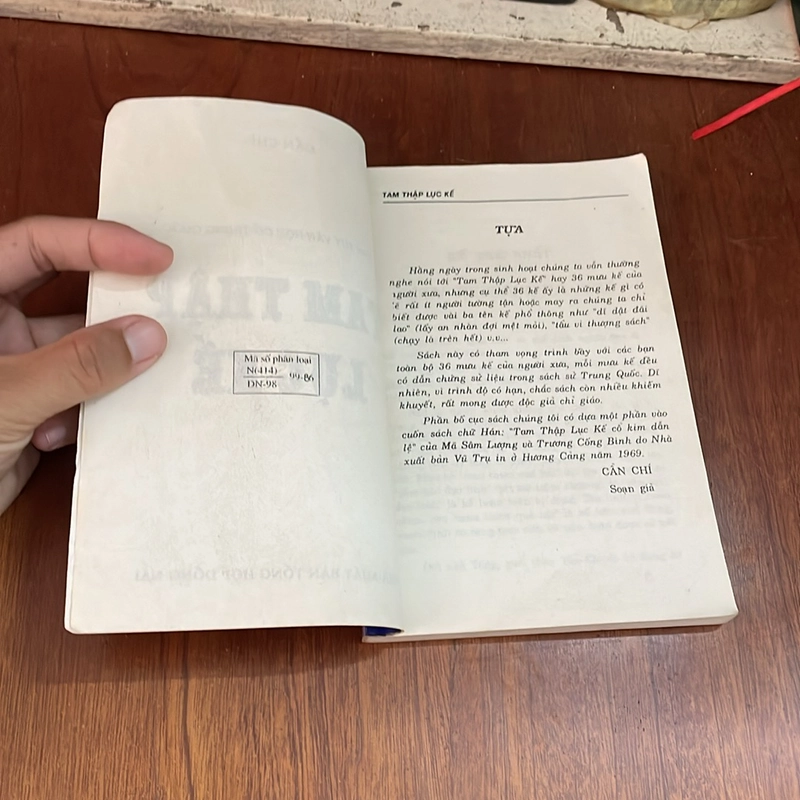 Mã số phân loại
N(414)
DN-98
99-86
TAM THẬP LỤC KẾ
TỰA
Hàng ngày trong sinh hoạt chúng ta vẫn thường
nghe nói tới "Tam Thập Lục Kế" hay 36 mưu kế của
người xưa, nhưng cụ thể 36 kế ấy là những kế gì có
lẽ rất ít người tường tận hoặc may ra chúng ta chỉ
biết được vài ba tên kế phổ thông như "dĩ dật đãi
lao" (lấy an nhàn đợi mệt mỏi), "tẩu vi thượng sách"
(chạy là trên hết) v.v...
Sách này có tham vọng trình bầy với các bạn
toàn bộ 36 mưu kế của người xưa, mỗi mưu kế đều
có dẫn chứng sử liệu trong sách sử Trung Quốc. Dĩ
nhiên, vì trình độ có hạn, chắc sách còn nhiều khiếm
khuyết, rất mong được độc giả chỉ giáo.
Phần bố cục sách chúng tôi có dựa một phần vào
cuốn sách chữ Hán: "Tam Thập Lục Kế cổ kim dẫn
lệ" của Mã Sâm Lượng và Trương Cống Bình do Nhà
xuất bản Vũ Trụ in ở Hương Cảng năm 1969.
CẨN CHÍ
Soạn giả